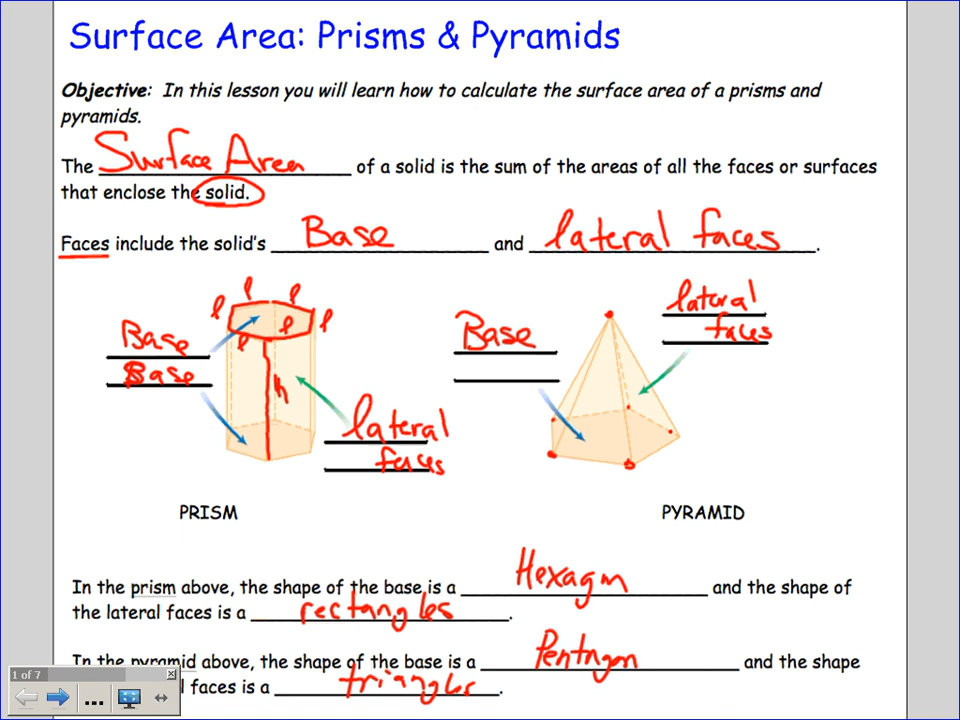 Surface Area: Prisms & Pyramids
Objective: In this lesson you will learn how to calculate the surface area of a prisms and
pyramids.
The Surface Area of a solid is the sum of the areas of all the faces or surfaces
that enclose the solid.
Faces include the solid's Base and lateral faces.
l l
l l l
l
Base
Base
h
lateral
faces
Base
lateral
faces
PRISM
PYRAMID
In the prism above, the shape of the base is a Hexagon and the shape of
the lateral faces is a rectangles.
In the pyramid above, the shape of the base is a Pentagon and the shape
l faces is a triangles.
1 of 7
...